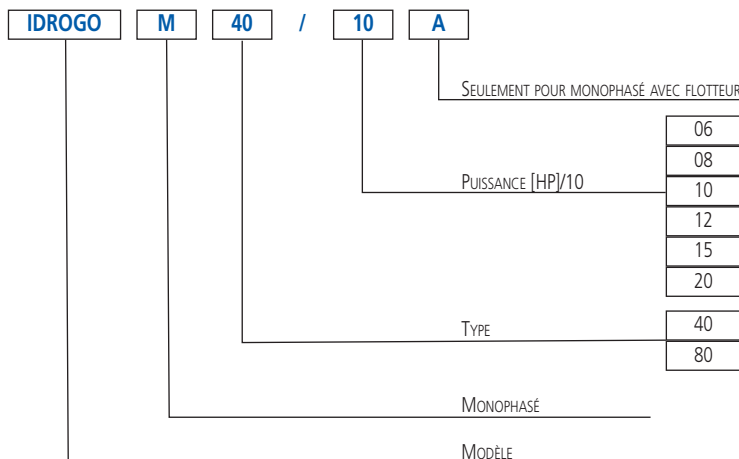 IDROGO M 40 / 10 A
Seulement pour monophasé avec flotteur
06
08
Puissance [HP]/10
10
12
15
20
Type
40
80
Monophasé
Modèle